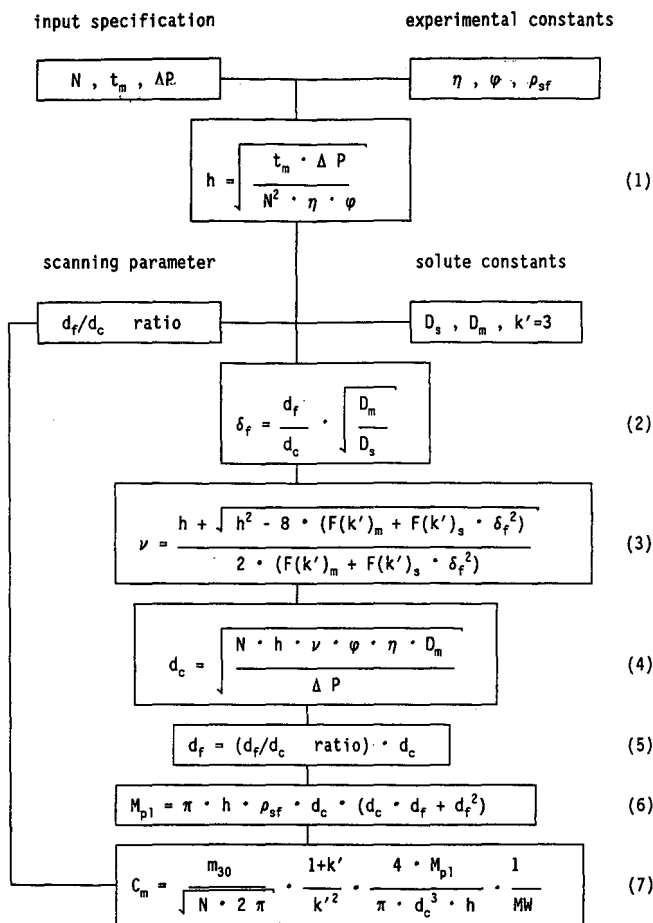 input specification experimental constants
N , t_m , ΔP η , φ , ρ_sf
h = √( t_m · Δ P / N² · η · φ ) (1)
scanning parameter solute constants
d_f/d_c ratio D_s , D_m , k′=3
δ_f = d_f / d_c · √( D_m / D_s ) (2)
ν = h + √( h² - 8 · (F(k′)_m + F(k′)_s · δ_f²) ) / 2 · (F(k′)_m + F(k′)_s · δ_f²) (3)
d_c = √( N · h · ν · φ · η · D_m / Δ P ) (4)
d_f = (d_f/d_c ratio) · d_c (5)
M_pl = π · h · ρ_sf · d_c · (d_c · d_f + d_f²) (6)
C_m = m_30 / √( N · 2 π ) · 1+k′ / k′² · 4 · M_pl / π · d_c³ · h · 1 / MW (7)